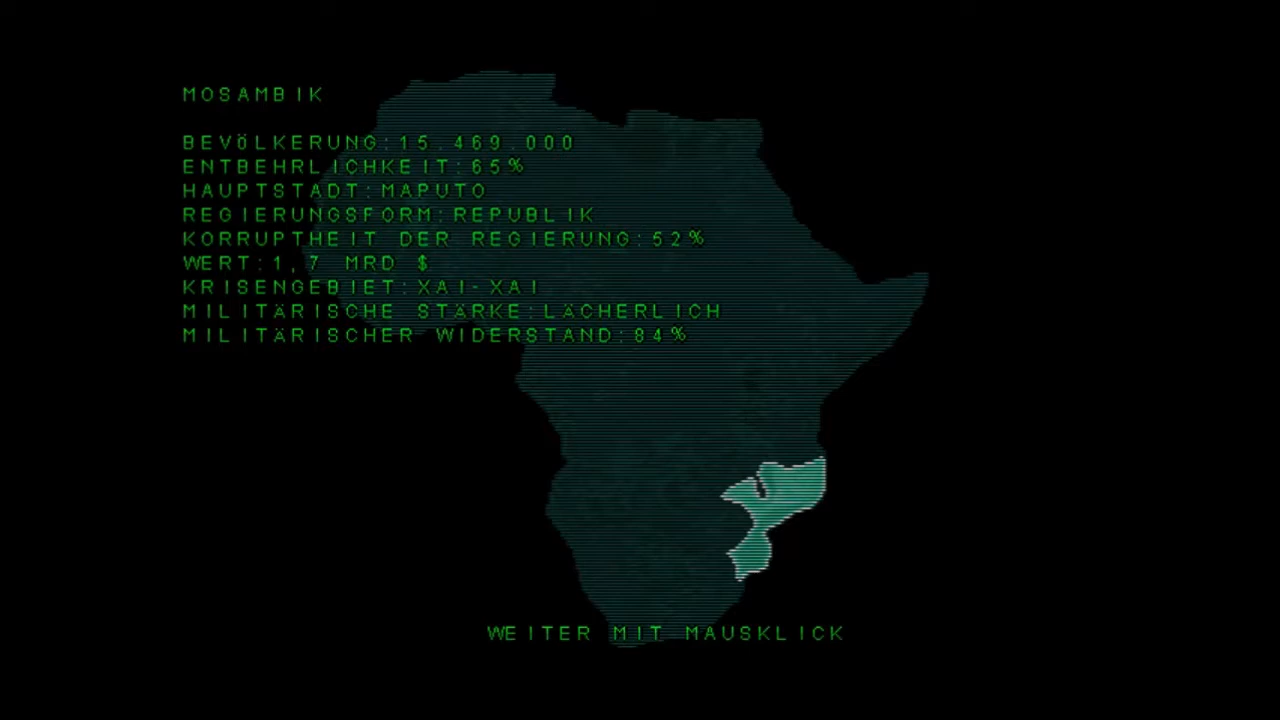 MOSAMBIK
BEVÖLKERUNG:15.469.000
ENTBEHRLICHKEIT:65%
HAUPTSTADT:MAPUTO
REGIERUNGSFORM:REPUBLIK
KORRUPTHEIT DER REGIERUNG:52%
WERT:1,7 MRD $
KRISENGEBIET:XAI-XAI
MILITÄRISCHE STÄRKE:LÄCHERLICH
MILITÄRISCHER WIDERSTAND:84%
WEITER MIT MAUSKLICK